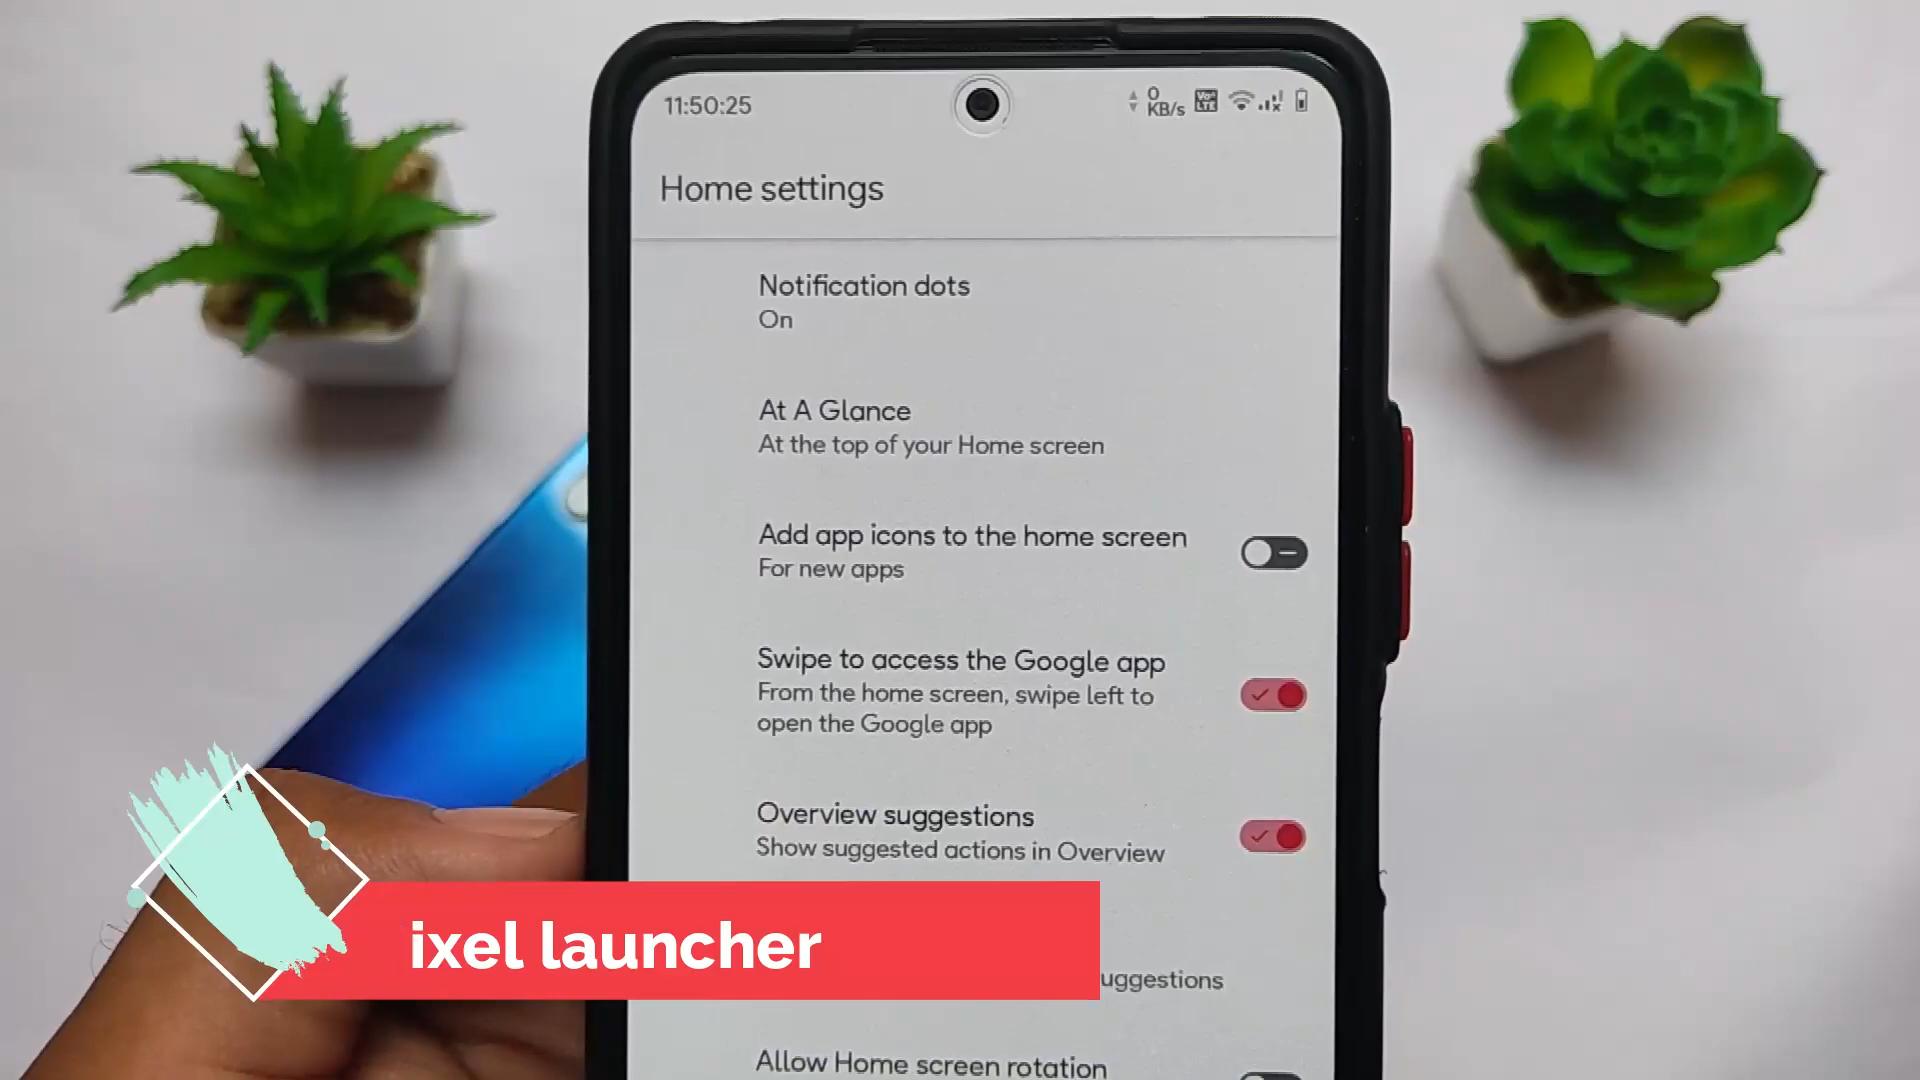 11:50:25
0
KB/s
Vo
LTE
Home settings
Notification dots
On
At A Glance
At the top of your Home screen
Add app icons to the home screen
For new apps
Swipe to access the Google app
From the home screen, swipe left to
open the Google app
Overview suggestions
Show suggested actions in Overview
ixel launcher
uggestions
Allow Home screen rotation